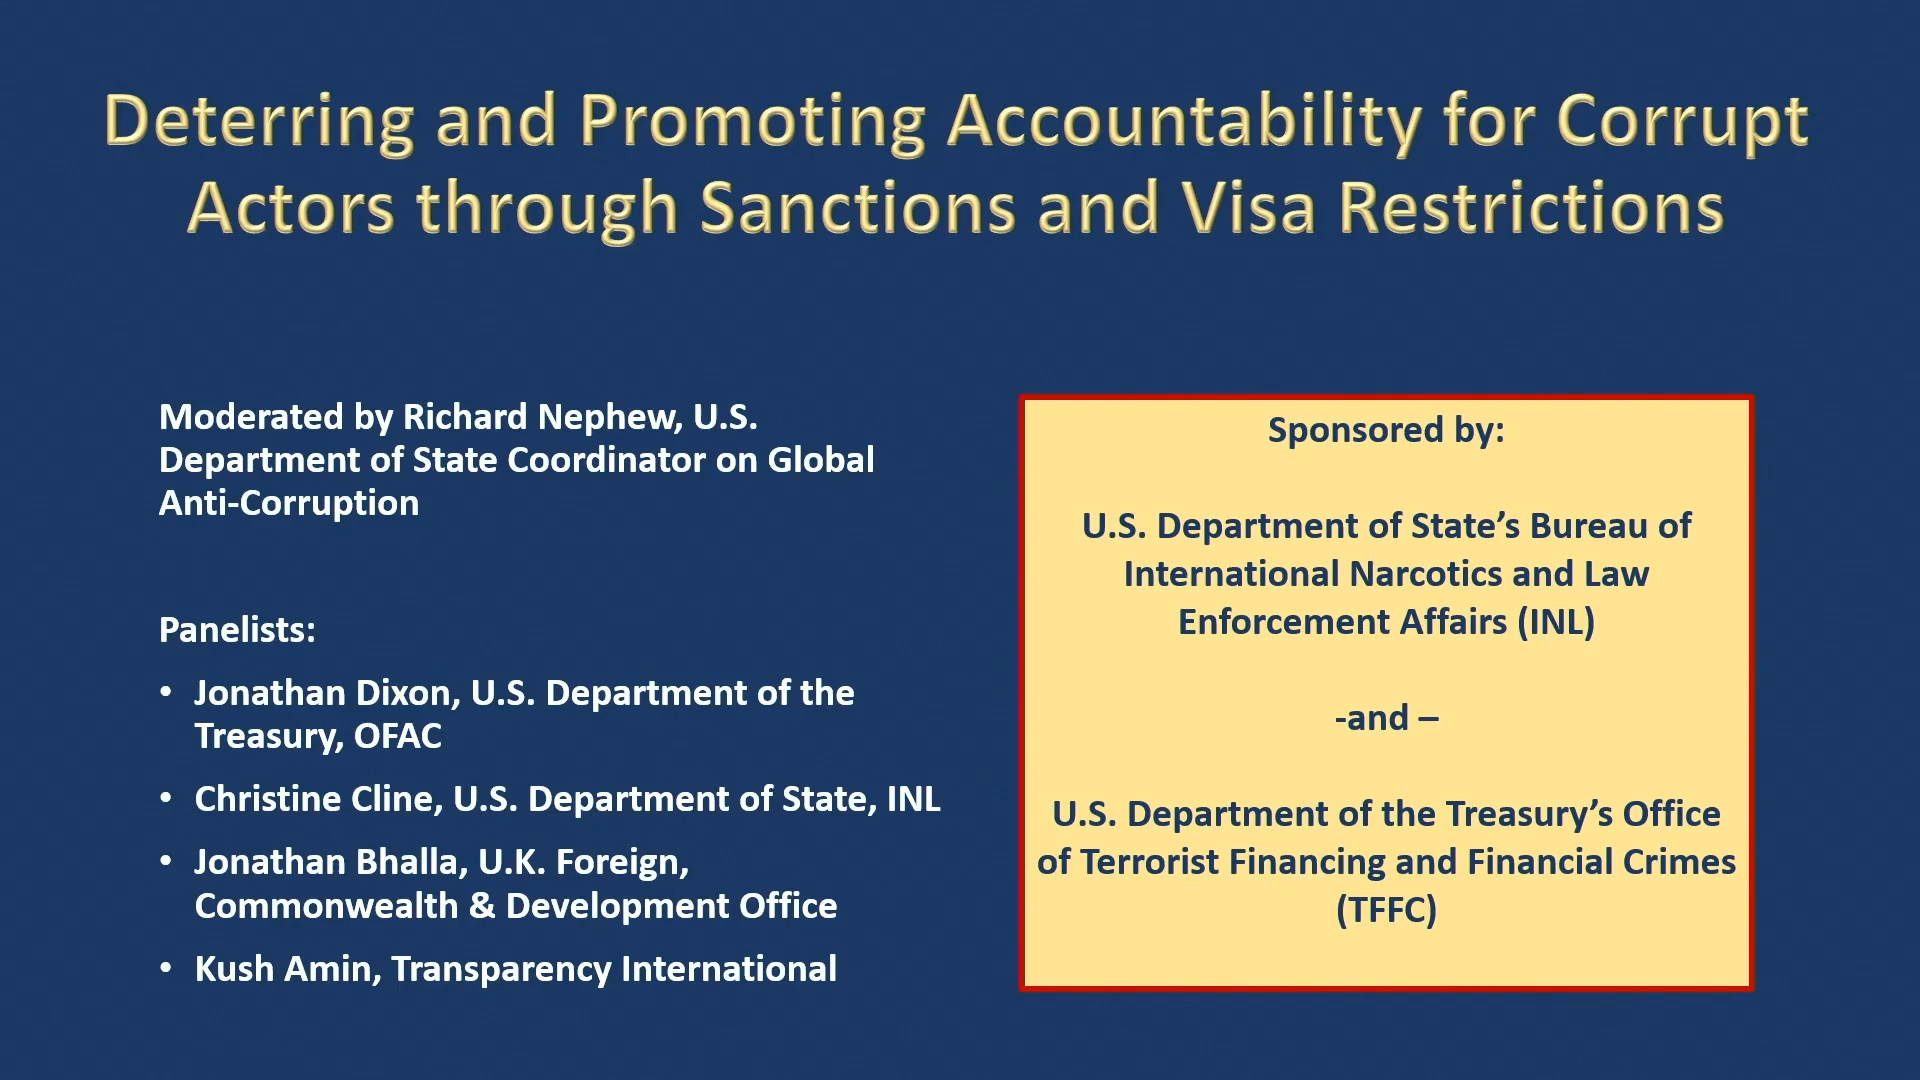 Deterring and Promoting Accountability for Corrupt
Actors through Sanctions and Visa Restrictions
Moderated by Richard Nephew, U.S.
Department of State Coordinator on Global
Anti-Corruption
Panelists:
• Jonathan Dixon, U.S. Department of the
Treasury, OFAC
• Christine Cline, U.S. Department of State, INL
• Jonathan Bhalla, U.K. Foreign,
Commonwealth & Development Office
• Kush Amin, Transparency International
Sponsored by:
U.S. Department of State’s Bureau of
International Narcotics and Law
Enforcement Affairs (INL)
-and –
U.S. Department of the Treasury’s Office
of Terrorist Financing and Financial Crimes
(TFFC)